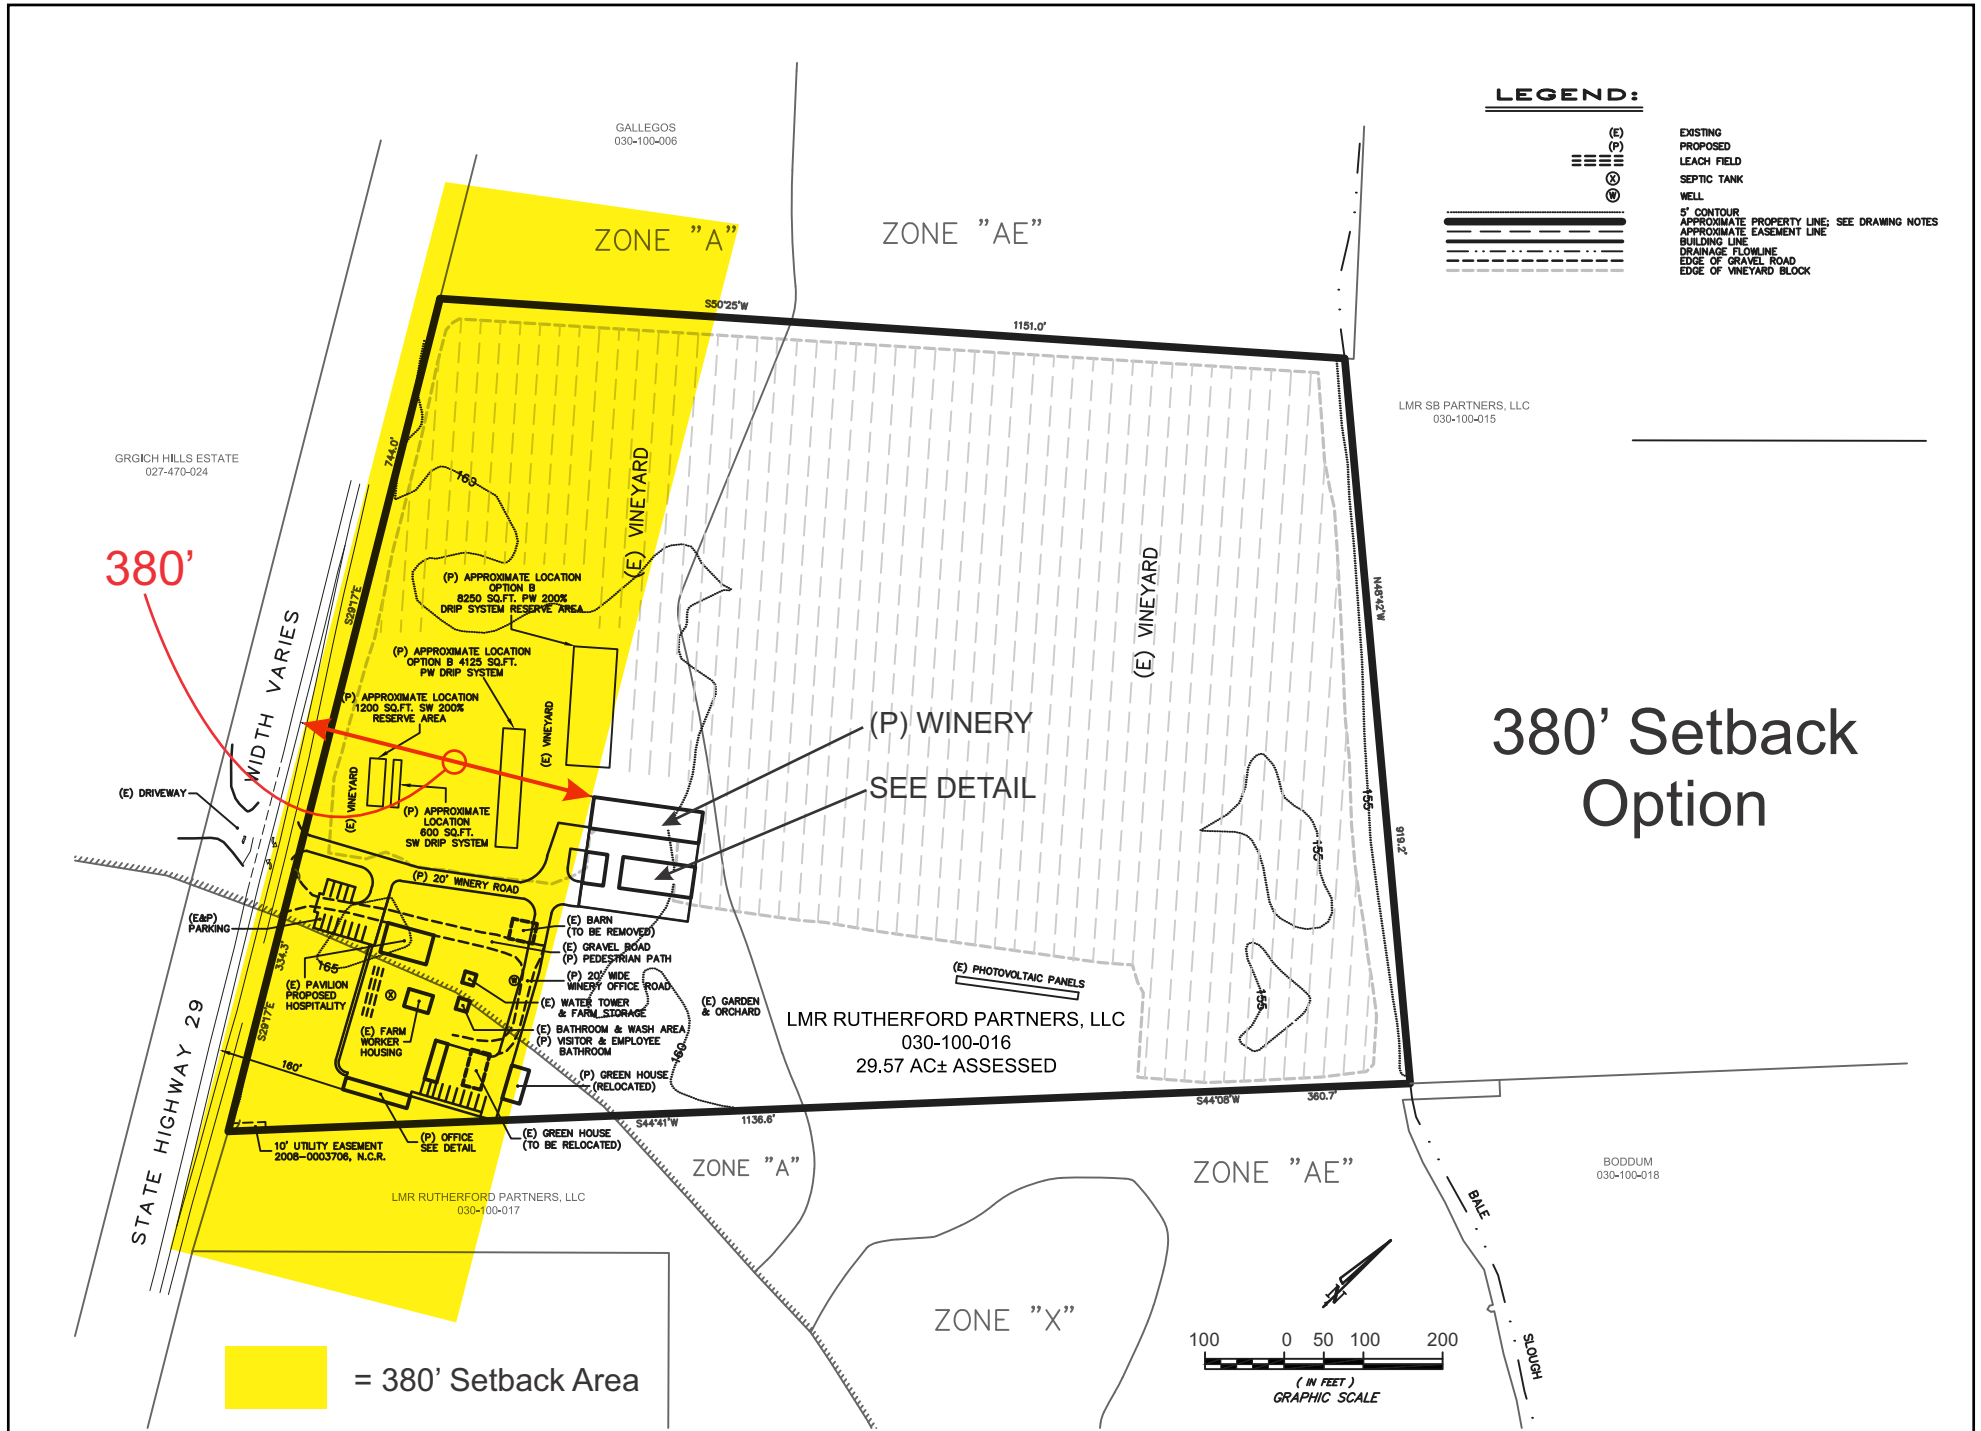 LEGEND:
(E) EXISTING
(P) PROPOSED
LEACH FIELD
Ⓧ SEPTIC TANK
Ⓦ WELL
5' CONTOUR
APPROXIMATE PROPERTY LINE; SEE DRAWING NOTES
APPROXIMATE EASEMENT LINE
BUILDING LINE
DRAINAGE FLOWLINE
EDGE OF GRAVEL ROAD
EDGE OF VINEYARD BLOCK
GALLEGOS
030-100-006
ZONE "A"
ZONE "AE"
S50°25'W
1151.0'
LMR SB PARTNERS, LLC
030-100-015
GRGICH HILLS ESTATE
027-470-024
744.0'
160
(E) VINEYARD
(E) VINEYARD
380'
S29°17'E
N48°42'W
(P) APPROXIMATE LOCATION
OPTION B
8250 SQ.FT. PW 200%
DRIP SYSTEM RESERVE AREA
(P) APPROXIMATE LOCATION
OPTION B 4125 SQ.FT.
PW DRIP SYSTEM
(P) APPROXIMATE LOCATION
1200 SQ.FT. SW 200%
RESERVE AREA
WIDTH VARIES
(E) VINEYARD
(E) VINEYARD
(P) WINERY
SEE DETAIL
380' Setback
Option
(E) DRIVEWAY
(P) APPROXIMATE
LOCATION
600 SQ.FT.
SW DRIP SYSTEM
155
919.2'
155
(P) 20' WINERY ROAD
(E&P)
PARKING
(E) BARN
(TO BE REMOVED)
(E) GRAVEL ROAD
(P) PEDESTRIAN PATH
334.3'
165
Ⓦ
Ⓧ
(P) 20' WIDE
WINERY OFFICE ROAD
(E) PAVILION
PROPOSED
HOSPITALITY
(E) WATER TOWER
& FARM STORAGE
(E) GARDEN
& ORCHARD
(E) PHOTOVOLTAIC PANELS
155
S29°17'E
(E) FARM
WORKER
HOUSING
(E) BATHROOM & WASH AREA
(P) VISITOR & EMPLOYEE
BATHROOM
160
LMR RUTHERFORD PARTNERS, LLC
030-100-016
29.57 AC± ASSESSED
160'
(P) GREEN HOUSE
(RELOCATED)
STATE HIGHWAY 29
S44°41'W
1136.6'
S44°08'W
360.7'
10' UTILITY EASEMENT
2008-0003706, N.C.R.
(P) OFFICE
SEE DETAIL
(E) GREEN HOUSE
(TO BE RELOCATED)
ZONE "A"
ZONE "AE"
BODDUM
030-100-018
LMR RUTHERFORD PARTNERS, LLC
030-100-017
BALE
SLOUGH
N
ZONE "X"
100 0 50 100 200
( IN FEET )
GRAPHIC SCALE
= 380' Setback Area